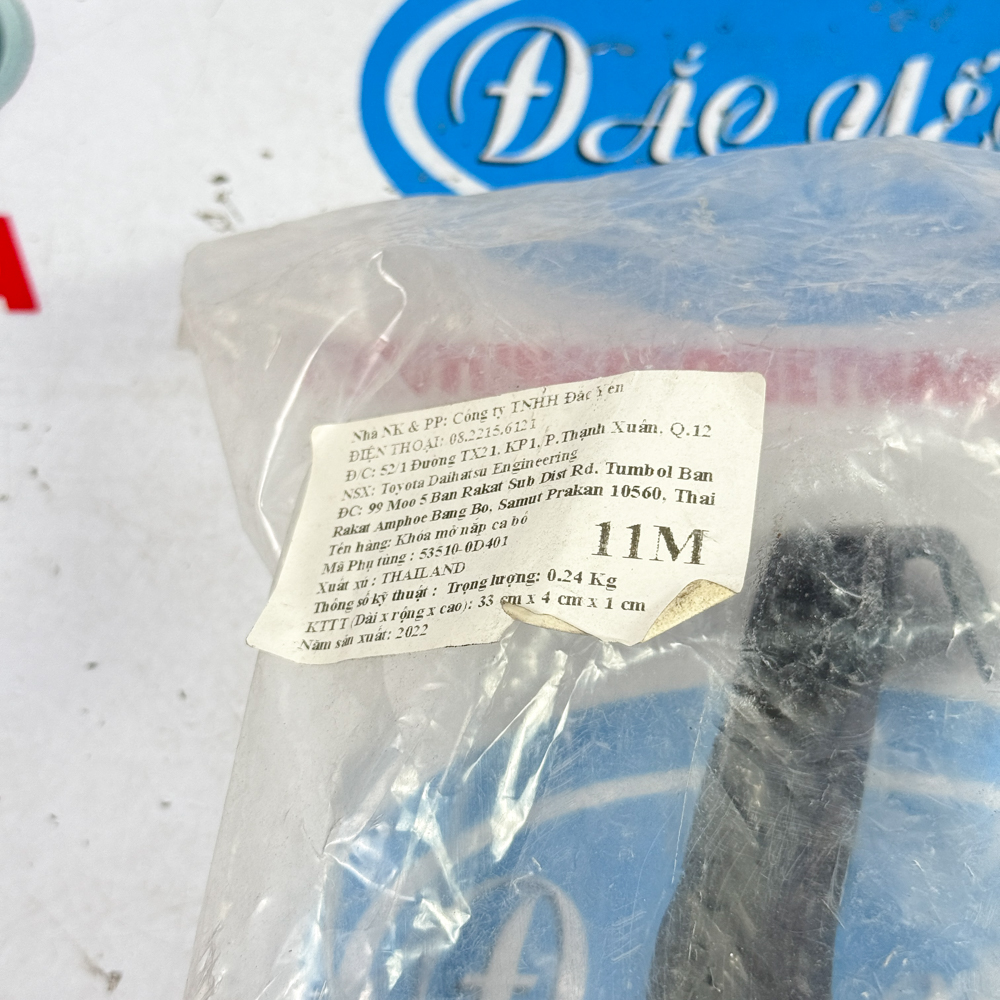 ĐẮC YẾ
A
Nhà NK & PP: Công ty TNHH Đắc Yến
ĐIỆN THOẠI: 08.2215.6121
Đ/C: 52/1 Đường TX21, KP1, P.Thạnh Xuân, Q.12
NSX: Toyota Daihatsu Engineering
ĐC: 99 Moo 5 Ban Rakat Sub Dist Rd. Tumbol Ban
Rakat Amphoe Bang Bo, Samut Prakan 10560, Thai
Tên hàng: Khóa mở nắp ca bô
Mã Phụ tùng : 53510-0D401
11M
Xuất xứ : THAILAND
Thông số kỹ thuật : Trọng lượng: 0.24 Kg
KTTT (Dài x rộng x cao): 33 cm x 4 cm x 1 cm
Năm sản xuất: 2022
Đ